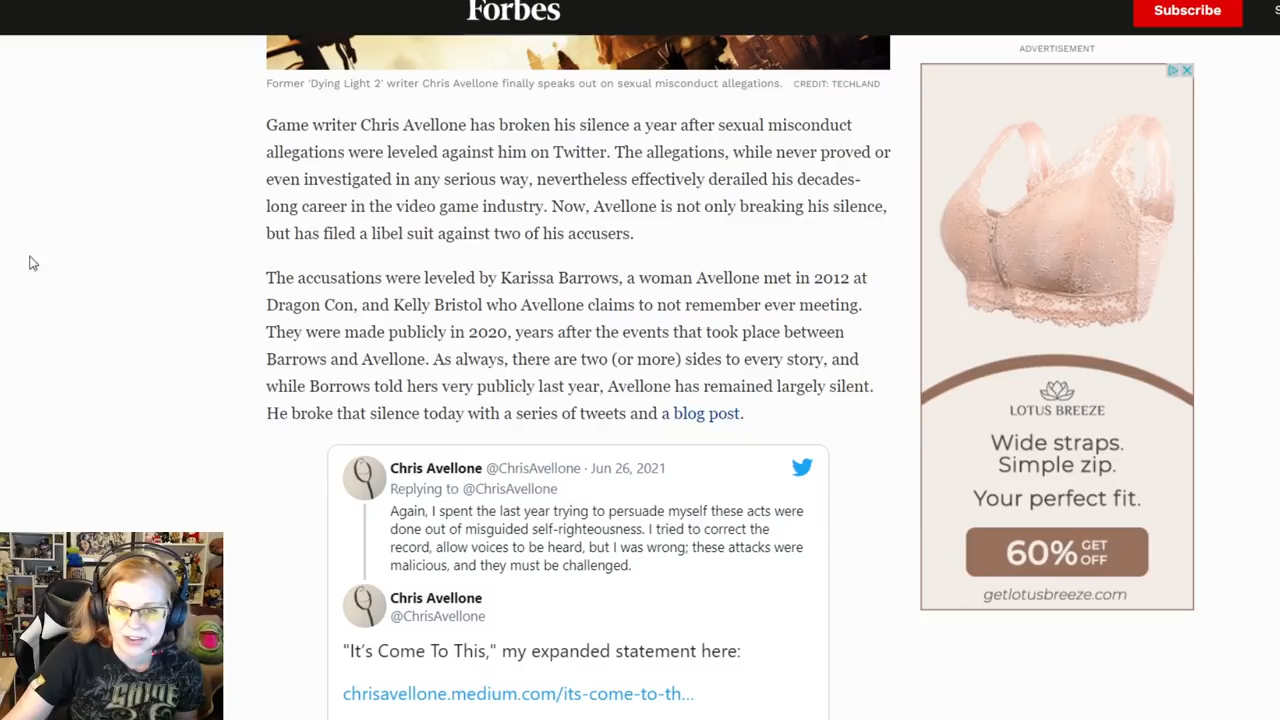 Forbes
Subscribe
ADVERTISEMENT
Former 'Dying Light 2' writer Chris Avellone finally speaks out on sexual misconduct allegations. CREDIT: TECHLAND
Game writer Chris Avellone has broken his silence a year after sexual misconduct
allegations were leveled against him on Twitter. The allegations, while never proved or
even investigated in any serious way, nevertheless effectively derailed his decades-
long career in the video game industry. Now, Avellone is not only breaking his silence,
but has filed a libel suit against two of his accusers.
The accusations were leveled by Karissa Barrows, a woman Avellone met in 2012 at
Dragon Con, and Kelly Bristol who Avellone claims to not remember ever meeting.
They were made publicly in 2020, years after the events that took place between
Barrows and Avellone. As always, there are two (or more) sides to every story, and
while Borrows told hers very publicly last year, Avellone has remained largely silent.
He broke that silence today with a series of tweets and a blog post.
Chris Avellone @ChrisAvellone · Jun 26, 2021
Replying to @ChrisAvellone
Again, I spent the last year trying to persuade myself these acts were
done out of misguided self-righteousness. I tried to correct the
record, allow voices to be heard, but I was wrong; these attacks were
malicious, and they must be challenged.
Chris Avellone
@ChrisAvellone
"It's Come To This," my expanded statement here:
chrisavellone.medium.com/its-come-to-th...
LOTUS BREEZE
Wide straps.
Simple zip.
Your perfect fit.
60% GET
OFF
getlotusbreeze.com